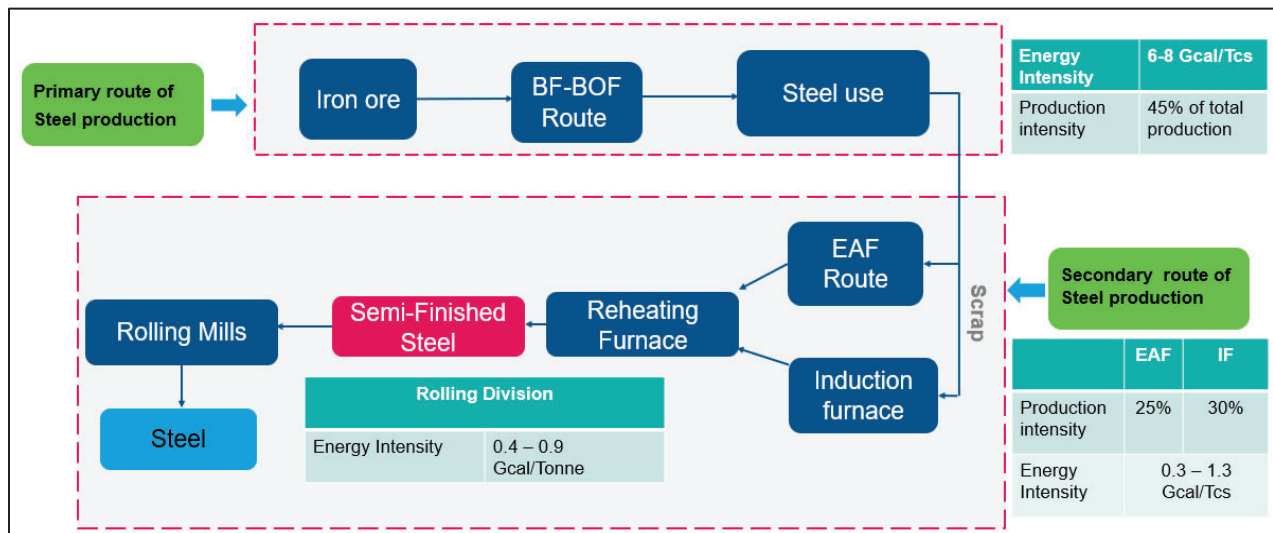 Primary route of
Steel production
Iron ore
BF-BOF
Route
Steel use
Energy
Intensity
6-8 Gcal/Tcs
Production
intensity
45% of total
production
EAF
Route
Scrap
Secondary route of
Steel production
Rolling Mills
Semi-Finished
Steel
Reheating
Furnace
Induction
furnace
Steel
Rolling Division
Energy Intensity
0.4 – 0.9
Gcal/Tonne
EAF
IF
Production
intensity
25%
30%
Energy
Intensity
0.3 – 1.3
Gcal/Tcs